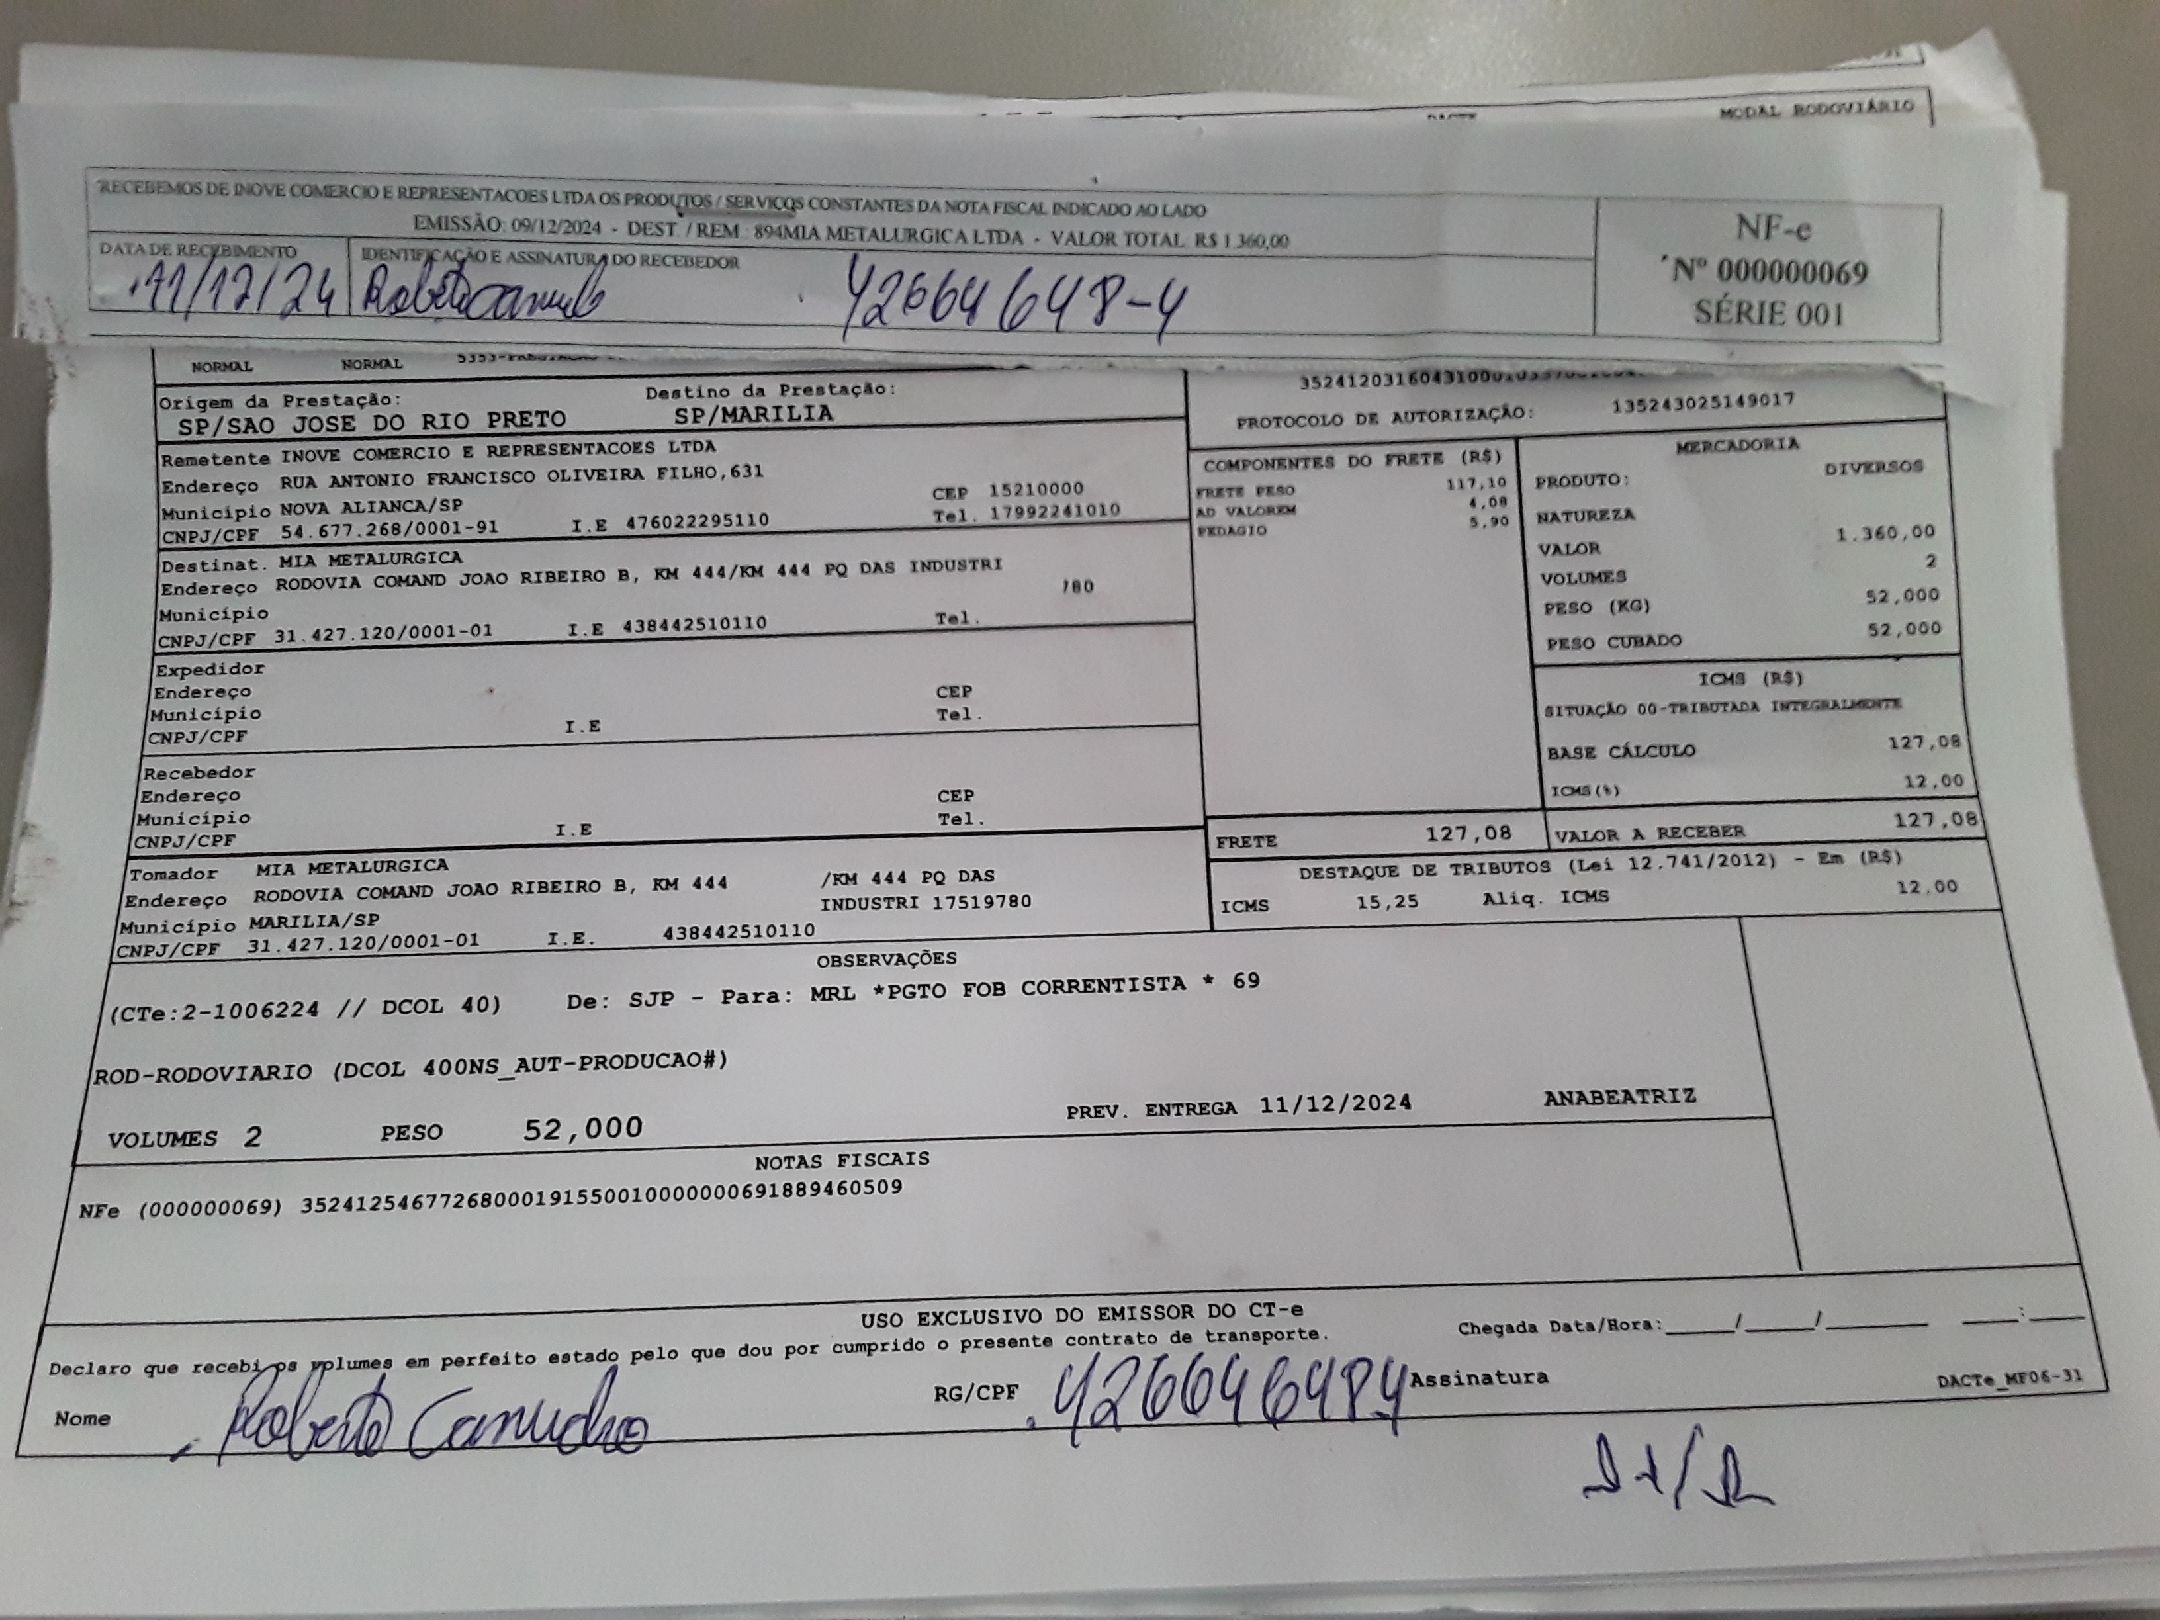 MODAL RODOVIÁRIO
RECEBEMOS DE INOVE COMERCIO E REPRESENTACOES LTDA OS PRODUTOS / SERVIÇOS CONSTANTES DA NOTA FISCAL INDICADO AO LADO
EMISSÃO: 09/12/2024 - DEST. / REM.: 894MIA METALURGICA LTDA - VALOR TOTAL R$ 1.360,00
DATA DE RECEBIMENTO IDENTIFICAÇÃO E ASSINATURA DO RECEBEDOR
11/12/24 42664648-4
NF-e
Nº 000000069
SÉRIE 001
NORMAL NORMAL
Origem da Prestação: Destino da Prestação:
SP/SAO JOSE DO RIO PRETO SP/MARILIA
PROTOCOLO DE AUTORIZAÇÃO: 135243025149017
Remetente INOVE COMERCIO E REPRESENTACOES LTDA
Endereço RUA ANTONIO FRANCISCO OLIVEIRA FILHO,631
CEP 15210000
Município NOVA ALIANCA/SP
Tel. 17992241010
CNPJ/CPF 54.677.268/0001-91 I.E 476022295110
Destinat. MIA METALURGICA
Endereço RODOVIA COMAND JOAO RIBEIRO B, KM 444/KM 444 PQ DAS INDUSTRI
780
Município Tel.
CNPJ/CPF 31.427.120/0001-01 I.E 438442510110
Expedidor
Endereço CEP
Município Tel.
CNPJ/CPF I.E
Recebedor
Endereço CEP
Município Tel.
CNPJ/CPF I.E
Tomador MIA METALURGICA
Endereço RODOVIA COMAND JOAO RIBEIRO B, KM 444 /KM 444 PQ DAS
INDUSTRI 17519780
Município MARILIA/SP
CNPJ/CPF 31.427.120/0001-01 I.E. 438442510110
COMPONENTES DO FRETE (R$)
FRETE PESO 117,10
AD VALOREM 4,08
PEDAGIO 5,90
FRETE 127,08
MERCADORIA
PRODUTO: DIVERSOS
NATUREZA
VALOR 1.360,00
VOLUMES 2
PESO (KG) 52,000
PESO CUBADO 52,000
ICMS (R$)
SITUAÇÃO 00-TRIBUTADA INTEGRALMENTE
BASE CÁLCULO 127,08
ICMS(%) 12,00
VALOR A RECEBER 127,08
DESTAQUE DE TRIBUTOS (Lei 12.741/2012) - Em (R$)
ICMS 15,25 Aliq. ICMS 12.00
OBSERVAÇÕES
(CTe:2-1006224 // DCOL 40) De: SJP - Para: MRL *PGTO FOB CORRENTISTA * 69
ROD-RODOVIARIO (DCOL 400NS_AUT-PRODUCAO#)
VOLUMES 2 PESO 52,000 PREV. ENTREGA 11/12/2024 ANABEATRIZ
NOTAS FISCAIS
NFe (000000069) 35241254677268000191550010000000691889460509
USO EXCLUSIVO DO EMISSOR DO CT-e
Declaro que recebi os volumes em perfeito estado pelo que dou por cumprido o presente contrato de transporte.
Chegada Data/Hora:_____/_____/_______ ____:____
Nome Roberto RG/CPF 426646484 Assinatura
DACTe_MF06-31